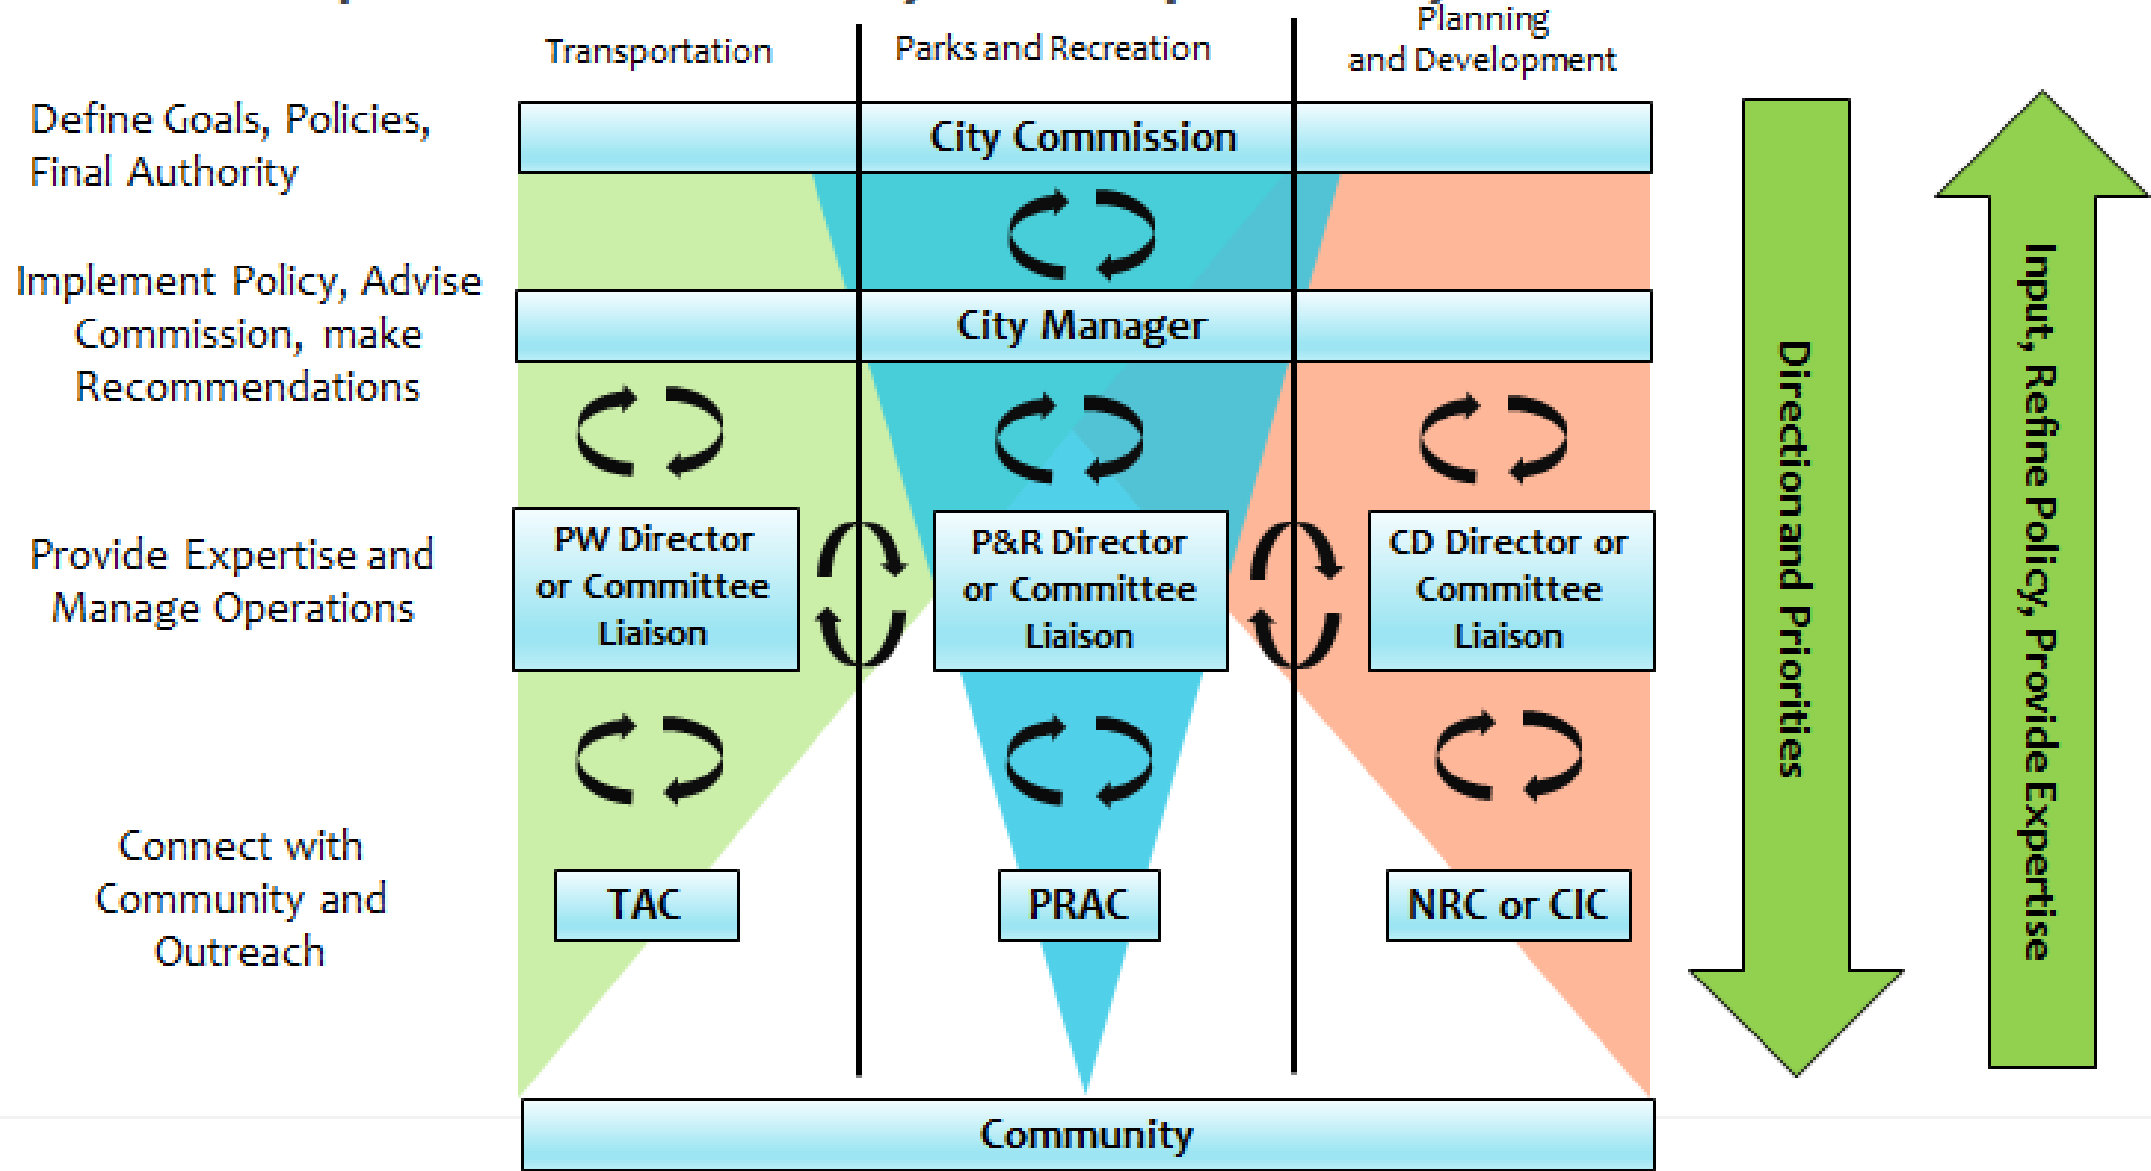 Transportation
Parks and Recreation
Planning
and Development
Define Goals, Policies,
Final Authority
City Commission
Implement Policy, Advise
Commission, make
Recommendations
City Manager
Provide Expertise and
Manage Operations
PW Director
or Committee
Liaison
P&R Director
or Committee
Liaison
CD Director or
Committee
Liaison
Connect with
Community and
Outreach
TAC
PRAC
NRC or CIC
Community
Direction and Priorities
Input, Refine Policy, Provide Expertise